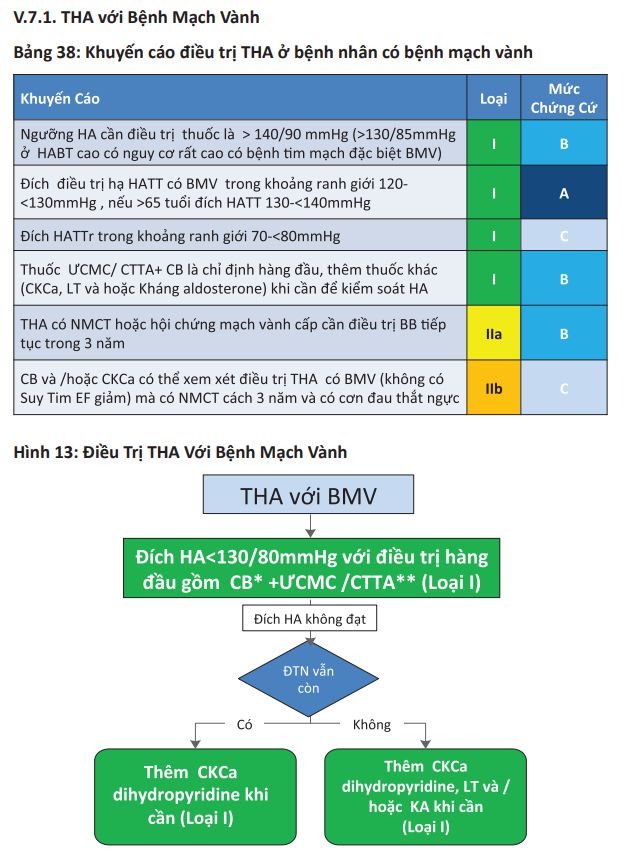 V.7.1. THA với Bệnh Mạch Vành
Bảng 38: Khuyến cáo điều trị THA ở bệnh nhân có bệnh mạch vành
Khuyến Cáo
Loại
Mức
Chứng Cứ
Ngưỡng HA cần điều trị thuốc là > 140/90 mmHg (>130/85mmHg
ở HABT cao có nguy cơ rất cao có bệnh tim mạch đặc biệt BMV)
I
B
Đích điều trị hạ HATT có BMV trong khoảng ranh giới 120-
<130mmHg , nếu >65 tuổi đích HATT 130-<140mmHg
I
A
Đích HATTr trong khoảng ranh giới 70-<80mmHg
I
C
Thuốc ƯCMC/ CTTA+ CB là chỉ định hàng đầu, thêm thuốc khác
(CKCa, LT và hoặc Kháng aldosterone) khi cần để kiểm soát HA
I
B
THA có NMCT hoặc hội chứng mạch vành cấp cần điều trị BB tiếp
tục trong 3 năm
IIa
B
CB và /hoặc CKCa có thể xem xét điều trị THA có BMV (không có
Suy Tim EF giảm) mà có NMCT cách 3 năm và có cơn đau thắt ngực
IIb
C
Hình 13: Điều Trị THA Với Bệnh Mạch Vành
THA với BMV
Đích HA<130/80mmHg với điều trị hàng
đầu gồm CB* +ƯCMC /CTTA** (Loại I)
Đích HA không đạt
ĐTN vẫn
còn
Có
Không
Thêm CKCa
dihydropyridine khi
cần (Loại I)
Thêm CKCa
dihydropyridine, LT và /
hoặc KA khi cần
(Loại I)